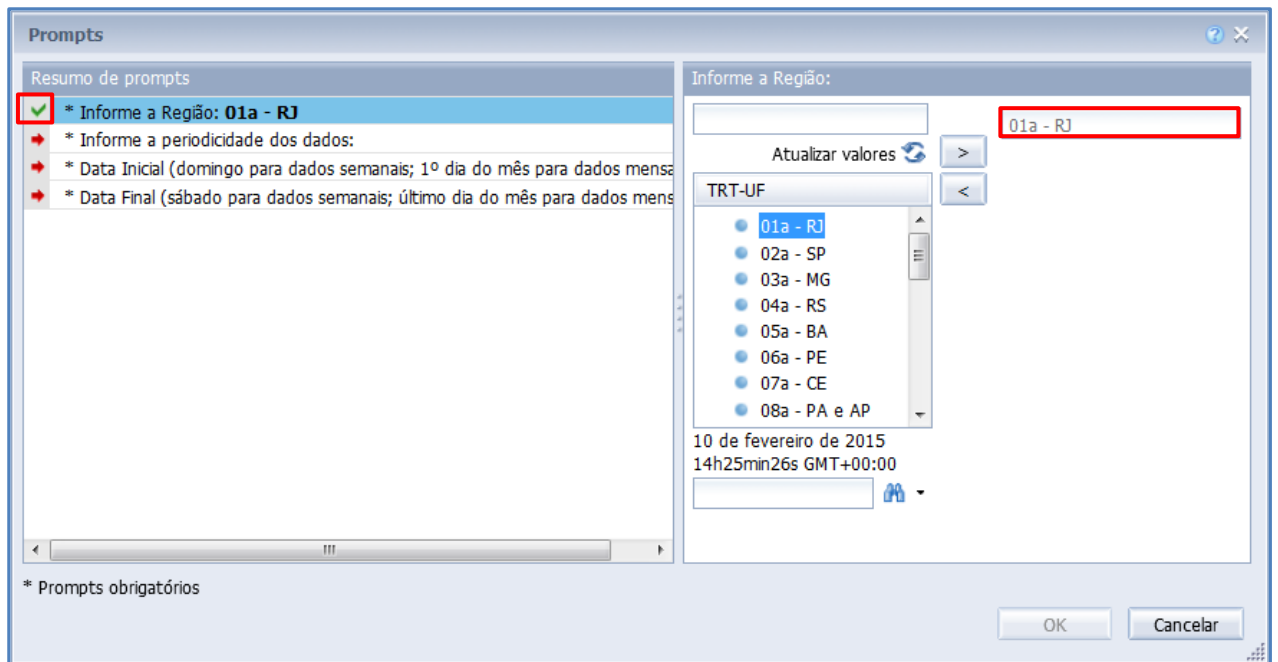 Prompts
Resumo de prompts
* Informe a Região: 01a - RJ
* Informe a periodicidade dos dados:
* Data Inicial (domingo para dados semanais; 1º dia do mês para dados mensa
* Data Final (sábado para dados semanais; último dia do mês para dados mens
* Prompts obrigatórios
Informe a Região:
Atualizar valores
>
<
01a - RJ
TRT-UF
01a - RJ
02a - SP
03a - MG
04a - RS
05a - BA
06a - PE
07a - CE
08a - PA e AP
10 de fevereiro de 2015
14h25min26s GMT+00:00
OK
Cancelar